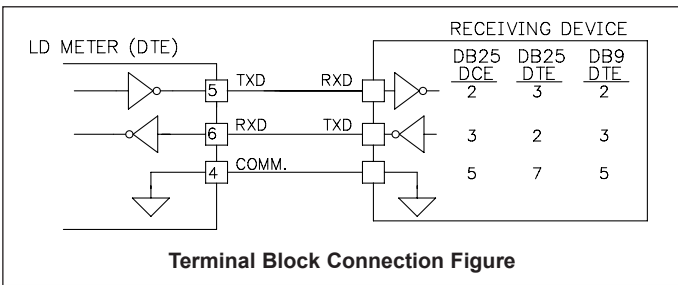 RECEIVING DEVICE
LD METER (DTE)
DB25 DB25 DB9
DCE DTE DTE
5 TXD RXD 2 3 2
6 RXD TXD 3 2 3
4 COMM. 5 7 5
Terminal Block Connection Figure